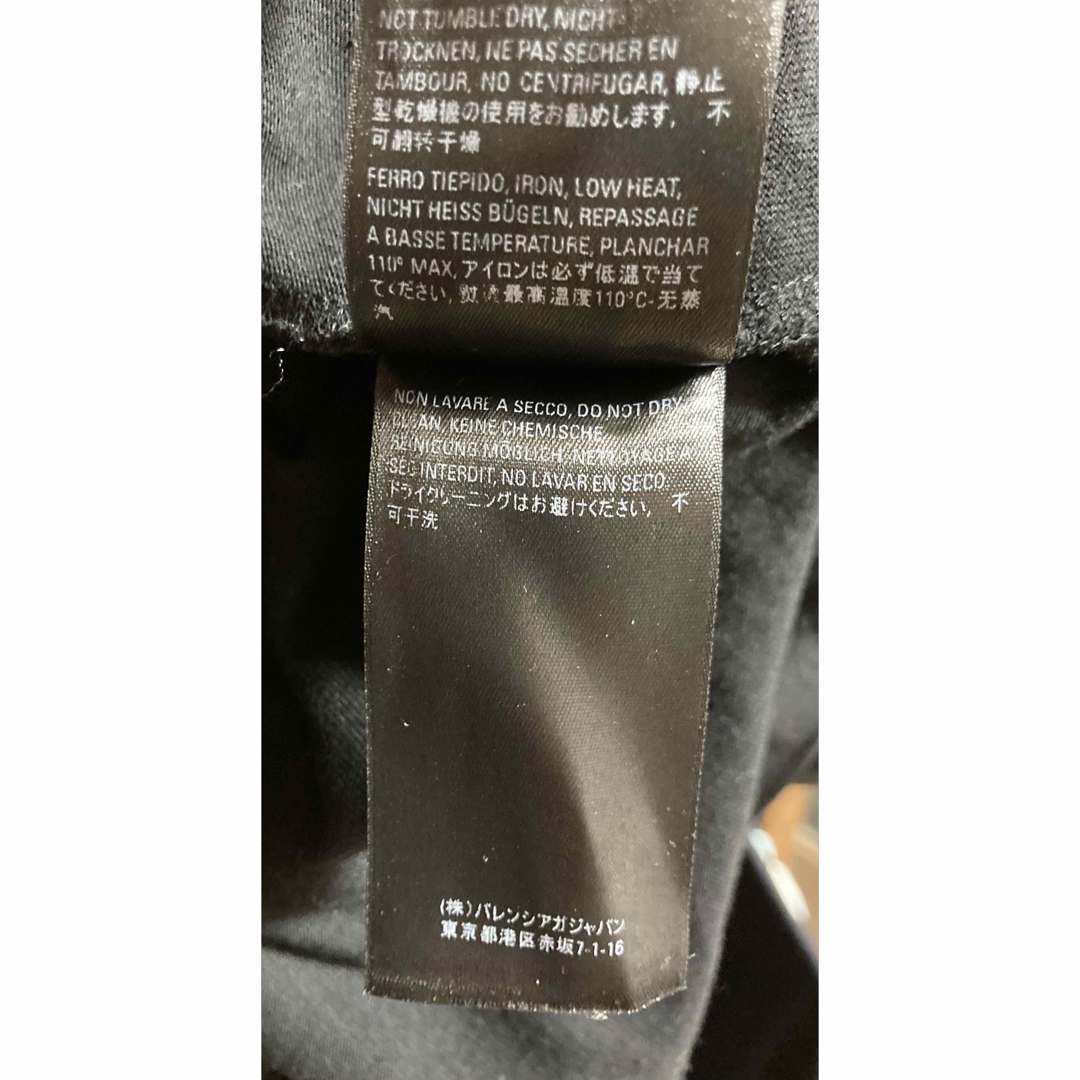 NOT TUMBLE DRY, NICHT
TROCKNEN, NE PAS SECHER EN
TAMBOUR, NO CENTRIFUGAR, 静止
型乾燥機の使用をお勧めします。 不
可翻转干燥
FERRO TIEPIDO, IRON, LOW HEAT,
NICHT HEISS BÜGELN, REPASSAGE
A BASSE TEMPERATURE, PLANCHAR
110° MAX, アイロンは必ず低温で当て
てください, 熨烫最高温度110°C-无蒸
汽
NON LAVARE A SECCO, DO NOT DRY
CLEAN, KEINE CHEMISCHE
REINIGUNG MÖGLICH, NETTOYAGE A
SEC INTERDIT, NO LAVAR EN SECO.
ドライクリーニングはお避けください。 不
可干洗
(株)バレンシアガジャパン
東京都港区赤坂7-1-16